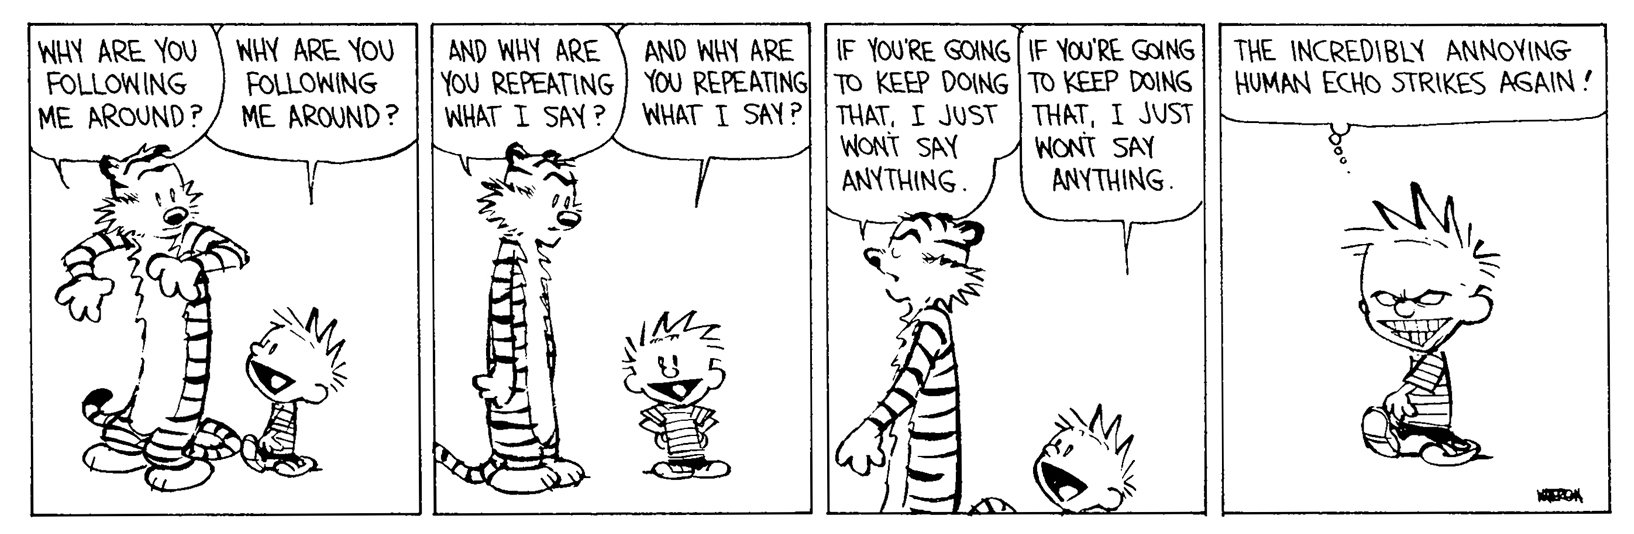 WHY ARE YOU
FOLLOWING
ME AROUND?
WHY ARE YOU
FOLLOWING
ME AROUND?
AND WHY ARE
YOU REPEATING
WHAT I SAY?
AND WHY ARE
YOU REPEATING
WHAT I SAY?
IF YOU'RE GOING
TO KEEP DOING
THAT, I JUST
WON'T SAY
ANYTHING.
IF YOU'RE GOING
TO KEEP DOING
THAT, I JUST
WON'T SAY
ANYTHING.
THE INCREDIBLY ANNOYING
HUMAN ECHO STRIKES AGAIN!